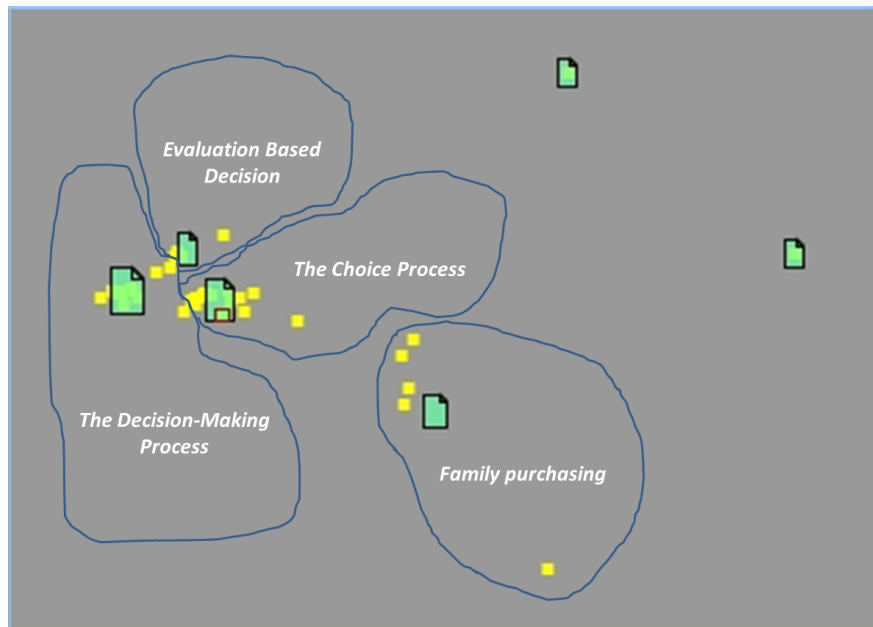 Evaluation Based
Decision
The Choice Process
The Decision-Making
Process
Family purchasing